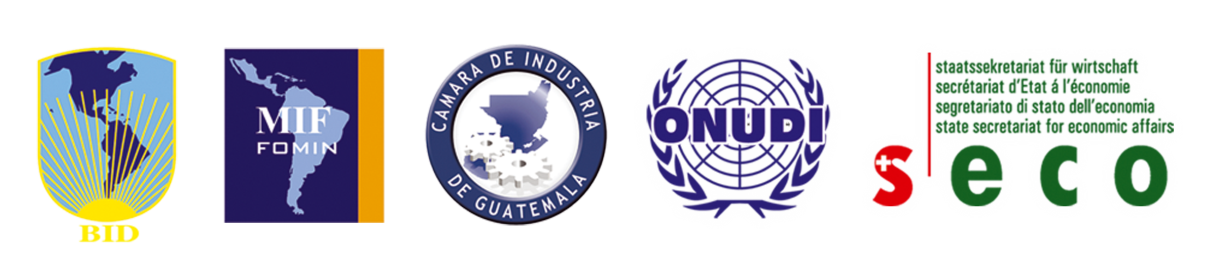 BID
MIF
FOMIN
CAMARA DE INDUSTRIA
DE GUATEMALA
ONUDI
staatssekretariat für wirtschaft
secrétariat d'Etat á l'économie
segretariato di stato dell'economia
state secretariat for economic affairs
seco